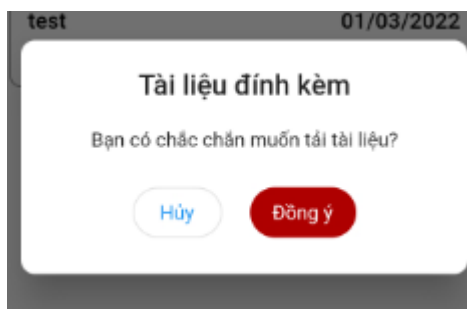 test 01/03/2022
Tài liệu đính kèm
Bạn có chắc chắn muốn tải tài liệu?
Hủy Đồng ý